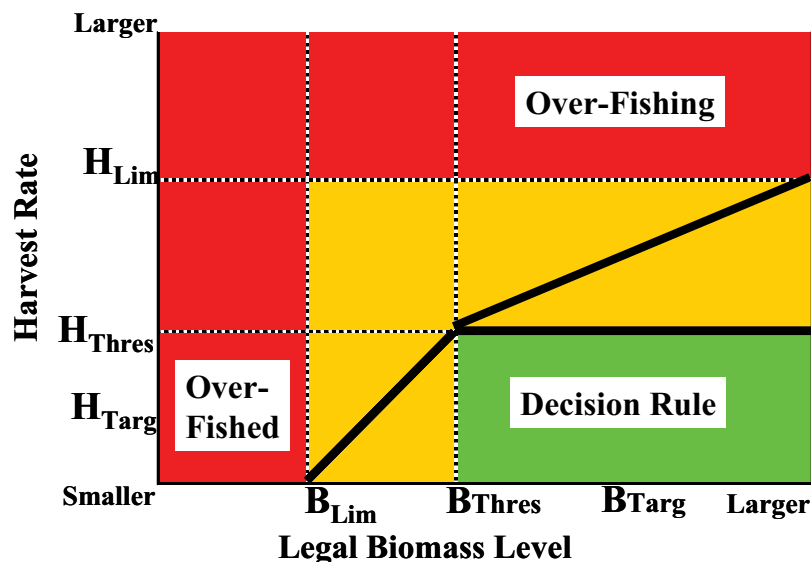 Larger
Over-Fishing
HLim
Harvest Rate
HThres
Over-
Fished
Decision Rule
HTarg
Smaller
BLim
BThres
BTarg
Larger
Legal Biomass Level